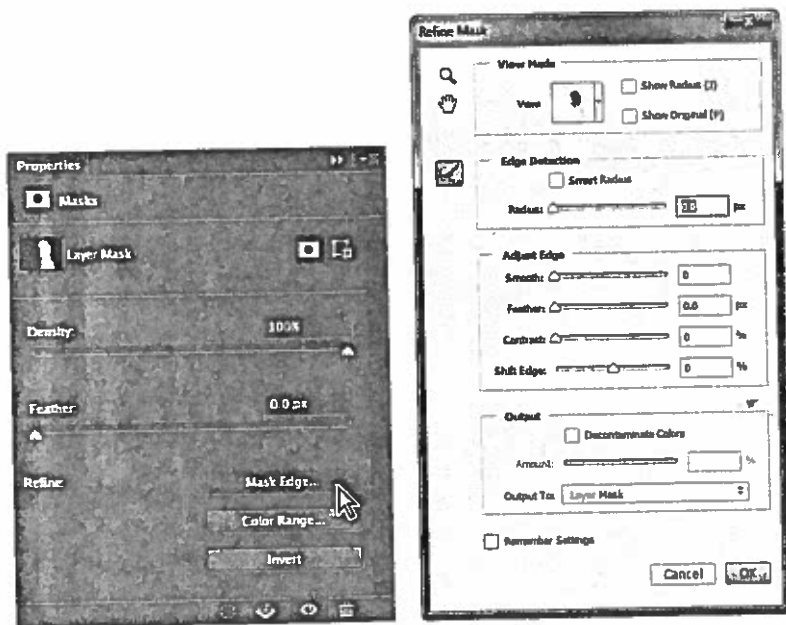 Properties
Masks
Layer Mask
Density: 100%
Feather: 0.0 px
Refine: Mask Edge...
Color Range...
Invert
Refine Mask
View Mode
View:
Show Radius (J)
Show Original (P)
Edge Detection
Smart Radius
Radius: px
Adjust Edge
Smooth: 0
Feather: 0.0 px
Contrast: 0 %
Shift Edge: 0 %
Output
Decontaminate Colors
Amount: %
Output To: Layer Mask
Remember Settings
Cancel OK